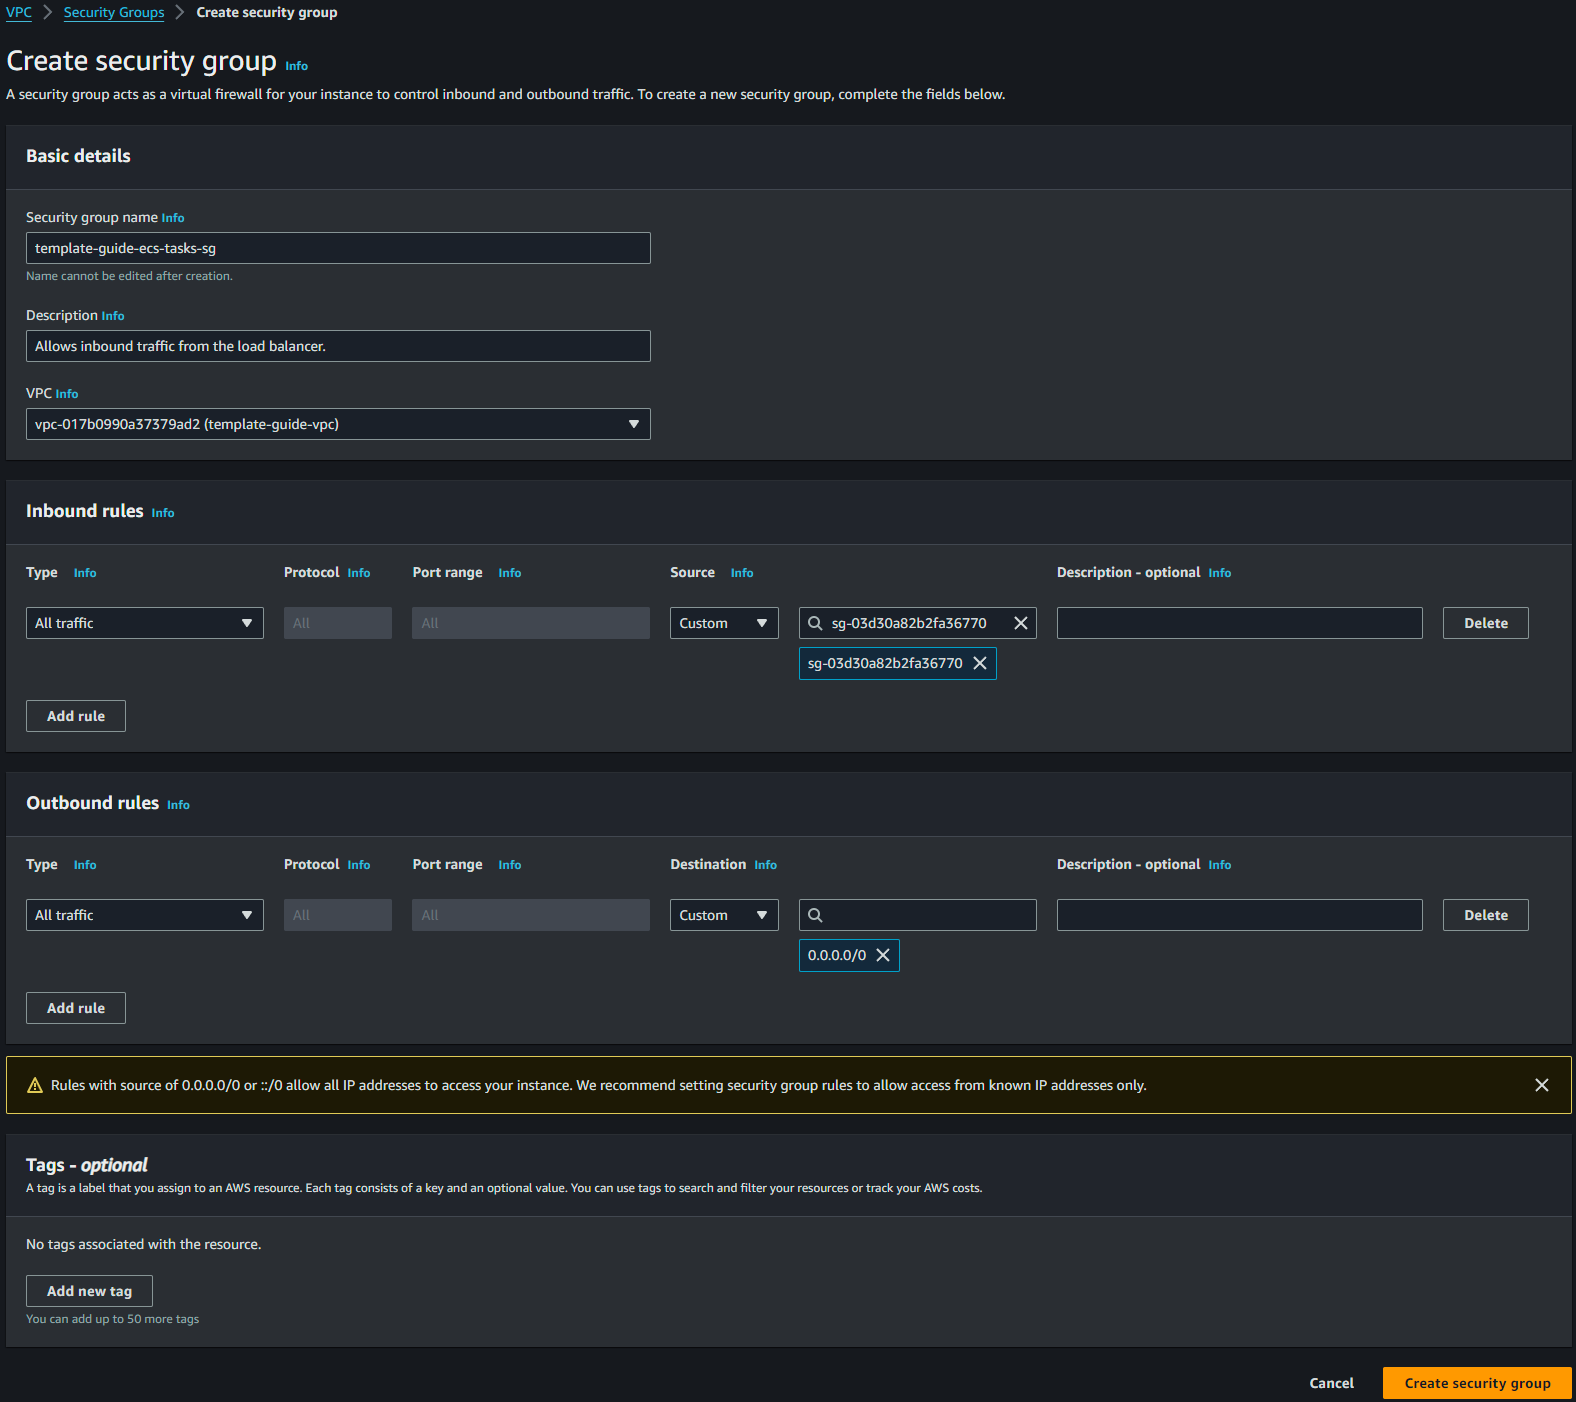 VPC > Security Groups > Create security group
Create security group Info
A security group acts as a virtual firewall for your instance to control inbound and outbound traffic. To create a new security group, complete the fields below.
Basic details
Security group name Info
template-guide-ecs-tasks-sg
Name cannot be edited after creation.
Description Info
Allows inbound traffic from the load balancer.
VPC Info
vpc-017b0990a37379ad2 (template-guide-vpc)
Inbound rules Info
Type Info Protocol Info Port range Info Source Info Description - optional Info
All traffic All All Custom sg-03d30a82b2fa36770 Delete
sg-03d30a82b2fa36770
Add rule
Outbound rules Info
Type Info Protocol Info Port range Info Destination Info Description - optional Info
All traffic All All Custom Delete
0.0.0.0/0
Add rule
Rules with source of 0.0.0.0/0 or ::/0 allow all IP addresses to access your instance. We recommend setting security group rules to allow access from known IP addresses only.
Tags - optional
A tag is a label that you assign to an AWS resource. Each tag consists of a key and an optional value. You can use tags to search and filter your resources or track your AWS costs.
No tags associated with the resource.
Add new tag
You can add up to 50 more tags
Cancel Create security group